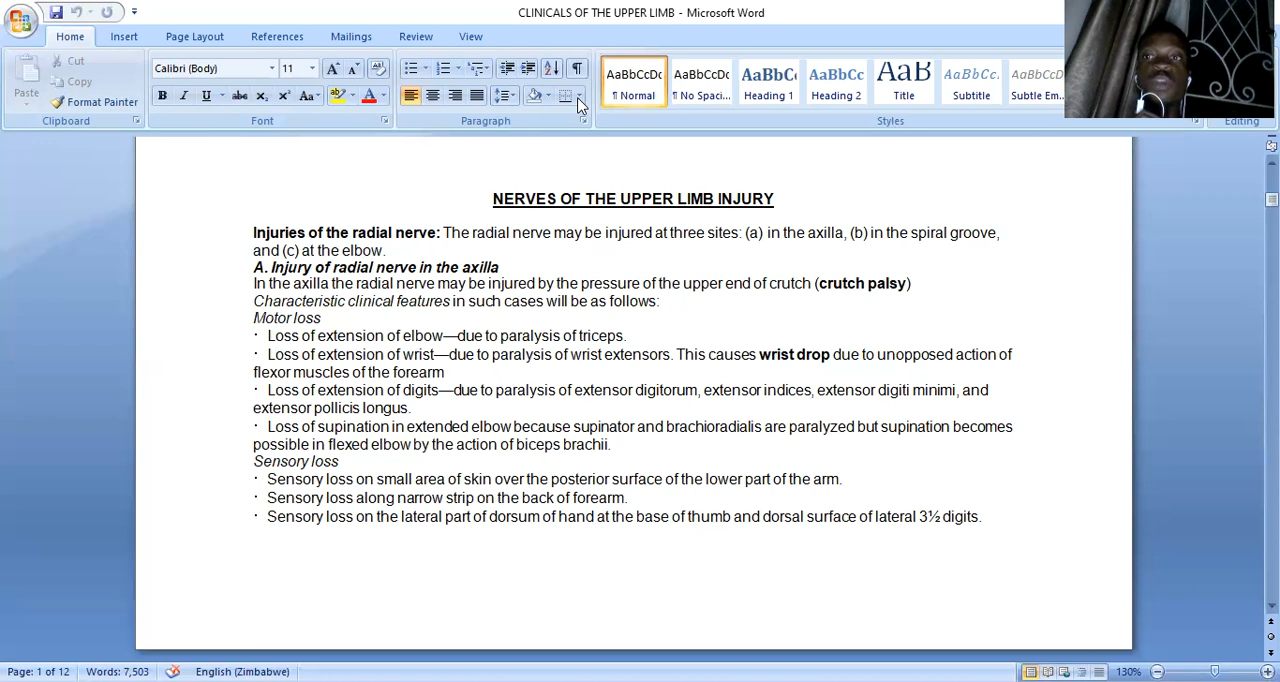 CLINICALS OF THE UPPER LIMB - Microsoft Word
Home Insert Page Layout References Mailings Review View
Paste
Cut
Copy
Format Painter
Clipboard
Calibri (Body) 11
B I U abc X₂ X² Aa ab A
Font
Paragraph
AaBbCcDc AaBbCcDc AaBbCc AaBbCc AaB AaBbCc. AaBbCcD
¶ Normal ¶ No Spaci... Heading 1 Heading 2 Title Subtitle Subtle Em...
Styles
Editing
NERVES OF THE UPPER LIMB INJURY
Injuries of the radial nerve: The radial nerve may be injured at three sites: (a) in the axilla, (b) in the spiral groove,
and (c) at the elbow.
A. Injury of radial nerve in the axilla
In the axilla the radial nerve may be injured by the pressure of the upper end of crutch (crutch palsy)
Characteristic clinical features in such cases will be as follows:
Motor loss
· Loss of extension of elbow—due to paralysis of triceps.
· Loss of extension of wrist—due to paralysis of wrist extensors. This causes wrist drop due to unopposed action of
flexor muscles of the forearm
· Loss of extension of digits—due to paralysis of extensor digitorum, extensor indices, extensor digiti minimi, and
extensor pollicis longus.
· Loss of supination in extended elbow because supinator and brachioradialis are paralyzed but supination becomes
possible in flexed elbow by the action of biceps brachii.
Sensory loss
· Sensory loss on small area of skin over the posterior surface of the lower part of the arm.
· Sensory loss along narrow strip on the back of forearm.
· Sensory loss on the lateral part of dorsum of hand at the base of thumb and dorsal surface of lateral 3½ digits.
Page: 1 of 12 Words: 7,503 English (Zimbabwe) 130%